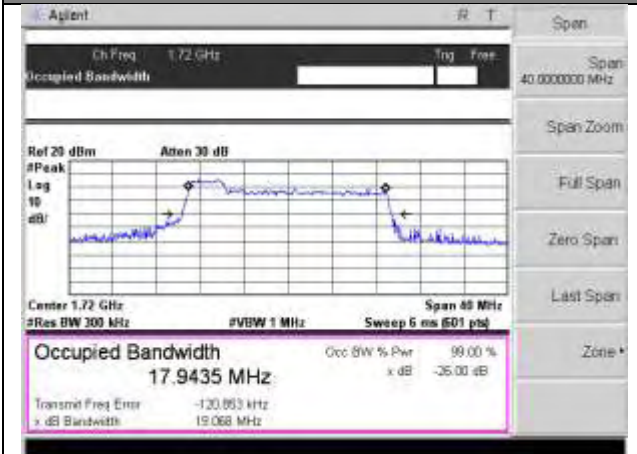 Agilent
R T
Span
Ch Freq 1.72 GHz
Trig Free
Occupied Bandwidth
Span
40.0000000 MHz
Span Zoom
Ref 20 dBm Atten 30 dB
#Peak
Log
10
dB/
Full Span
Zero Span
Last Span
Center 1.72 GHz Span 40 MHz
#Res BW 300 kHz #VBW 1 MHz Sweep 6 ms (601 pts)
Occupied Bandwidth
17.9435 MHz
Occ BW % Pwr 99.00 %
x dB -26.00 dB
Zone
Transmit Freq Error -120.853 kHz
x dB Bandwidth 19.068 MHz